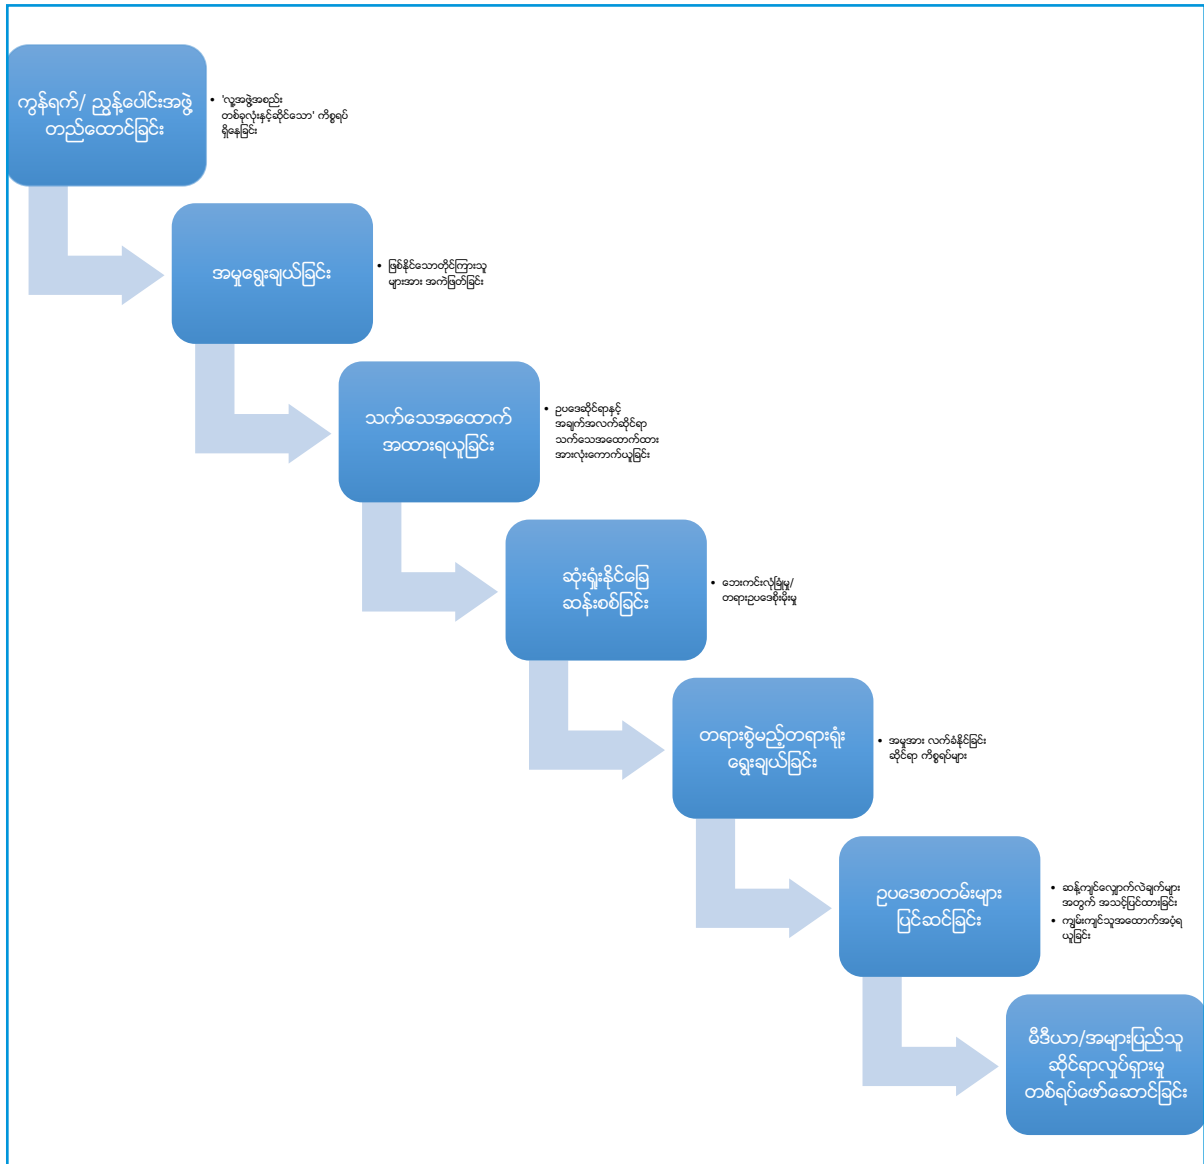 ကွန်ရက်/ ညွှန့်ပေါင်းအဖွဲ့
တည်ထောင်ခြင်း
• 'လူ့အဖွဲ့အစည်း
တစ်ခုလုံးနှင့်ဆိုင်သော' ကိစ္စရပ်
ရှိနေခြင်း
အမှုရွေးချယ်ခြင်း
• ဖြစ်နိုင်သောတိုင်ကြားသူ
များအား အကဲဖြတ်ခြင်း
သက်သေအထောက်
အထားရယူခြင်း
• ဥပဒေဆိုင်ရာနှင့်
အချက်အလက်ဆိုင်ရာ
သက်သေအထောက်ထား
အားလုံးကောက်ယူခြင်း
ဆုံးရှုံးနိုင်ခြေ
ဆန်းစစ်ခြင်း
• ဘေးကင်းလုံခြုံမှု/
တရားဥပဒေစိုးမိုးမှု
တရားစွဲမည့်တရားရုံး
ရွေးချယ်ခြင်း
• အမှုအား လက်ခံနိုင်ခြင်း
ဆိုင်ရာ ကိစ္စရပ်များ
ဥပဒေစာတမ်းများ
ပြင်ဆင်ခြင်း
• ဆန့်ကျင်လျှောက်လဲချက်များ
အတွက် အသင့်ပြင်ထားခြင်း
• ကျွမ်းကျင်သူအထောက်အပံ့ရ
ယူခြင်း
မီဒီယာ/အများပြည်သူ
ဆိုင်ရာလှုပ်ရှားမှု
တစ်ရပ်ဖော်ဆောင်ခြင်း